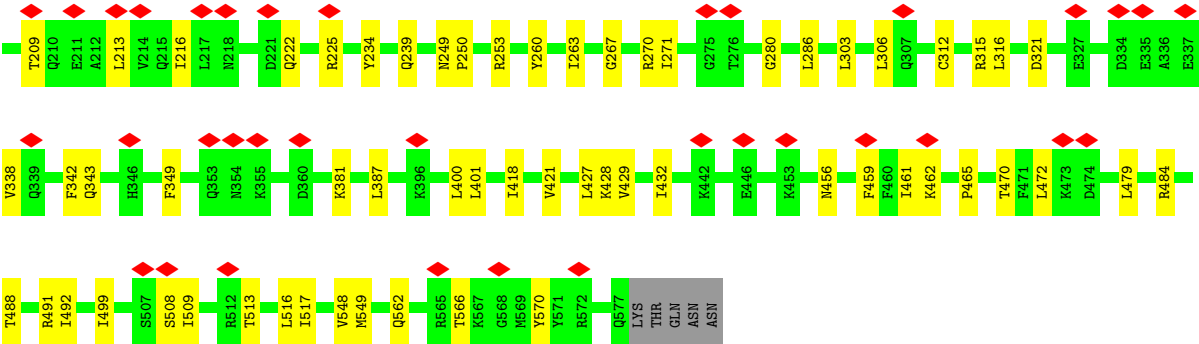 T209 Q210 E211 A212 L213 V214 Q215 I216 L217 N218 D221 Q222 R225 Y234 Q239 N249 P250 R253 Y260 I263 G267 R270 I271 G275 T276 G280 L286 L303 L306 Q307 C312 R315 L316 D321 E327 D334 E335 A336 E337
V338 Q339 F342 Q343 H346 F349 Q353 N354 K355 D360 K381 L387 K396 L400 L401 I418 V421 L427 K428 V429 I432 K442 E446 K453 N456 F459 F460 I461 K462 P465 T470 F471 L472 K473 D474 L479 R484
T488 R491 I492 I499 S507 S508 I509 R512 T513 L516 I517 V548 M549 Q562 R565 T566 K567 G568 M569 Y570 Y571 R572 Q577 LYS THR GLN ASN ASN